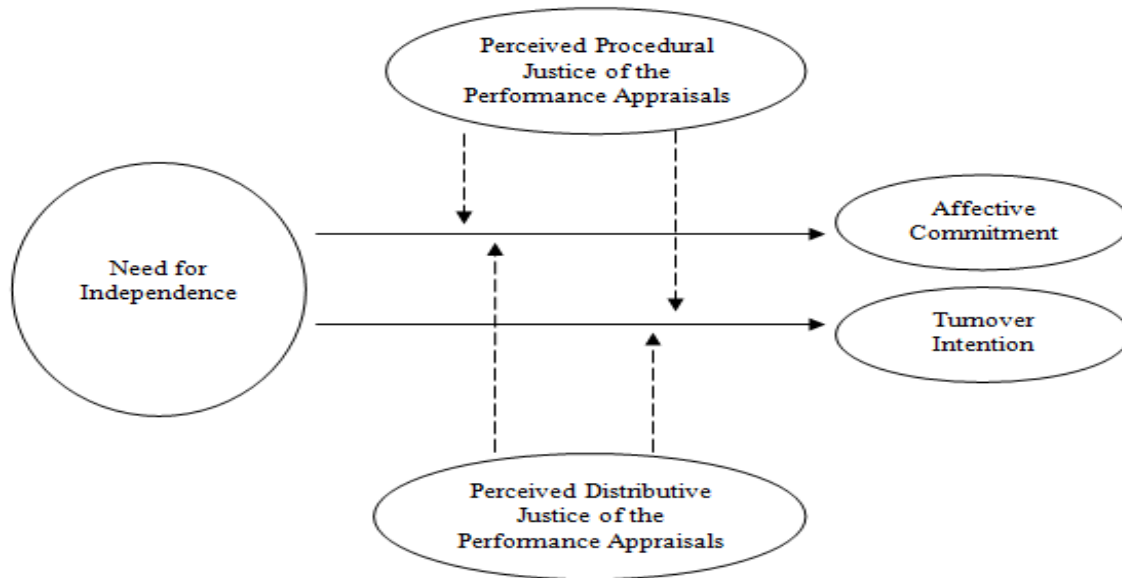 Perceived Procedural
Justice of the
Performance Appraisals
Need for
Independence
Affective
Commitment
Turnover
Intention
Perceived Distributive
Justice of the
Performance Appraisals